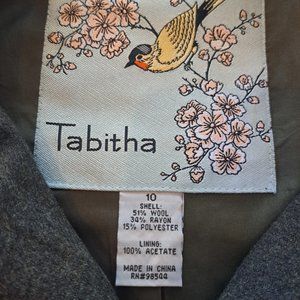 Tabitha
10
SHELL:
51% WOOL
34% RAYON
15% POLYESTER
LINING:
100% ACETATE
MADE IN CHINA
RN#98544